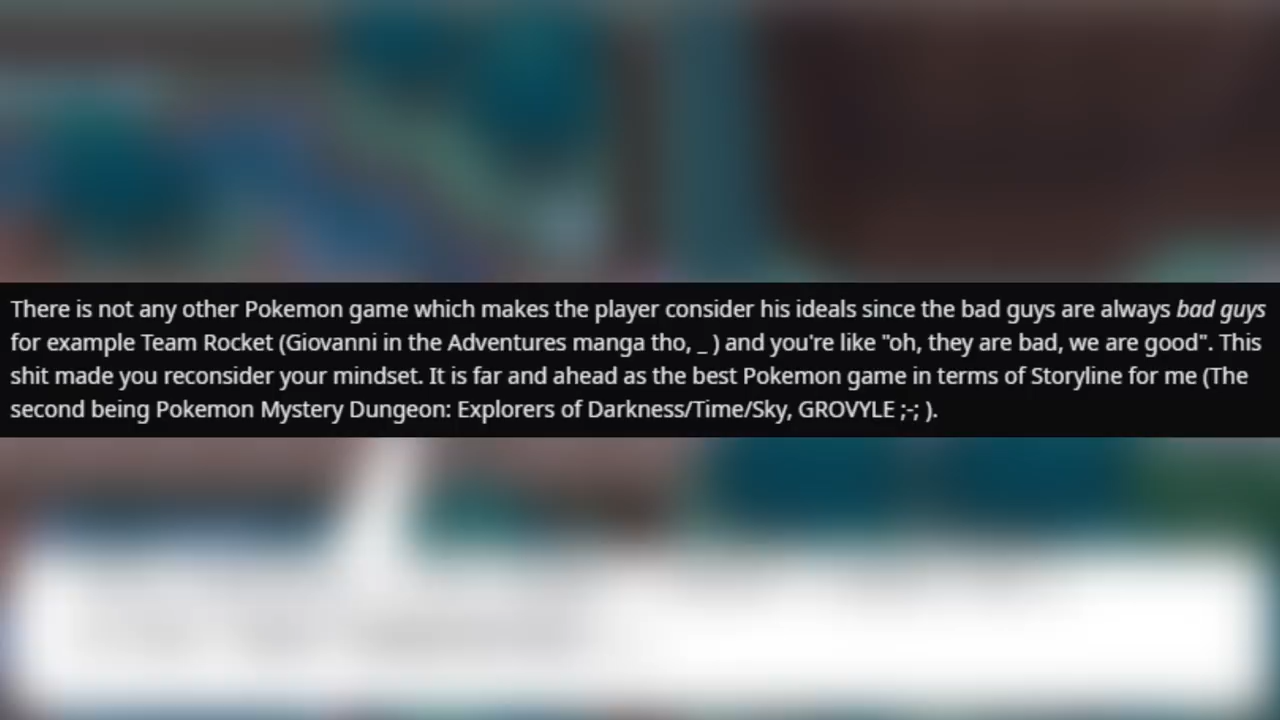 There is not any other Pokemon game which makes the player consider his ideals since the bad guys are always bad guys
for example Team Rocket (Giovanni in the Adventures manga tho, _ ) and you're like "oh, they are bad, we are good". This
shit made you reconsider your mindset. It is far and ahead as the best Pokemon game in terms of Storyline for me (The
second being Pokemon Mystery Dungeon: Explorers of Darkness/Time/Sky, GROVYLE ;-; ).